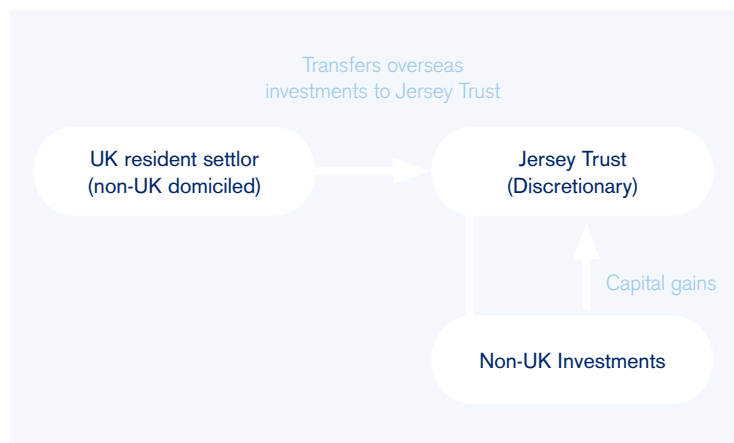 Transfers overseas
investments to Jersey Trust
UK resident settlor
(non-UK domiciled)
Jersey Trust
(Discretionary)
Capital gains
Non-UK Investments